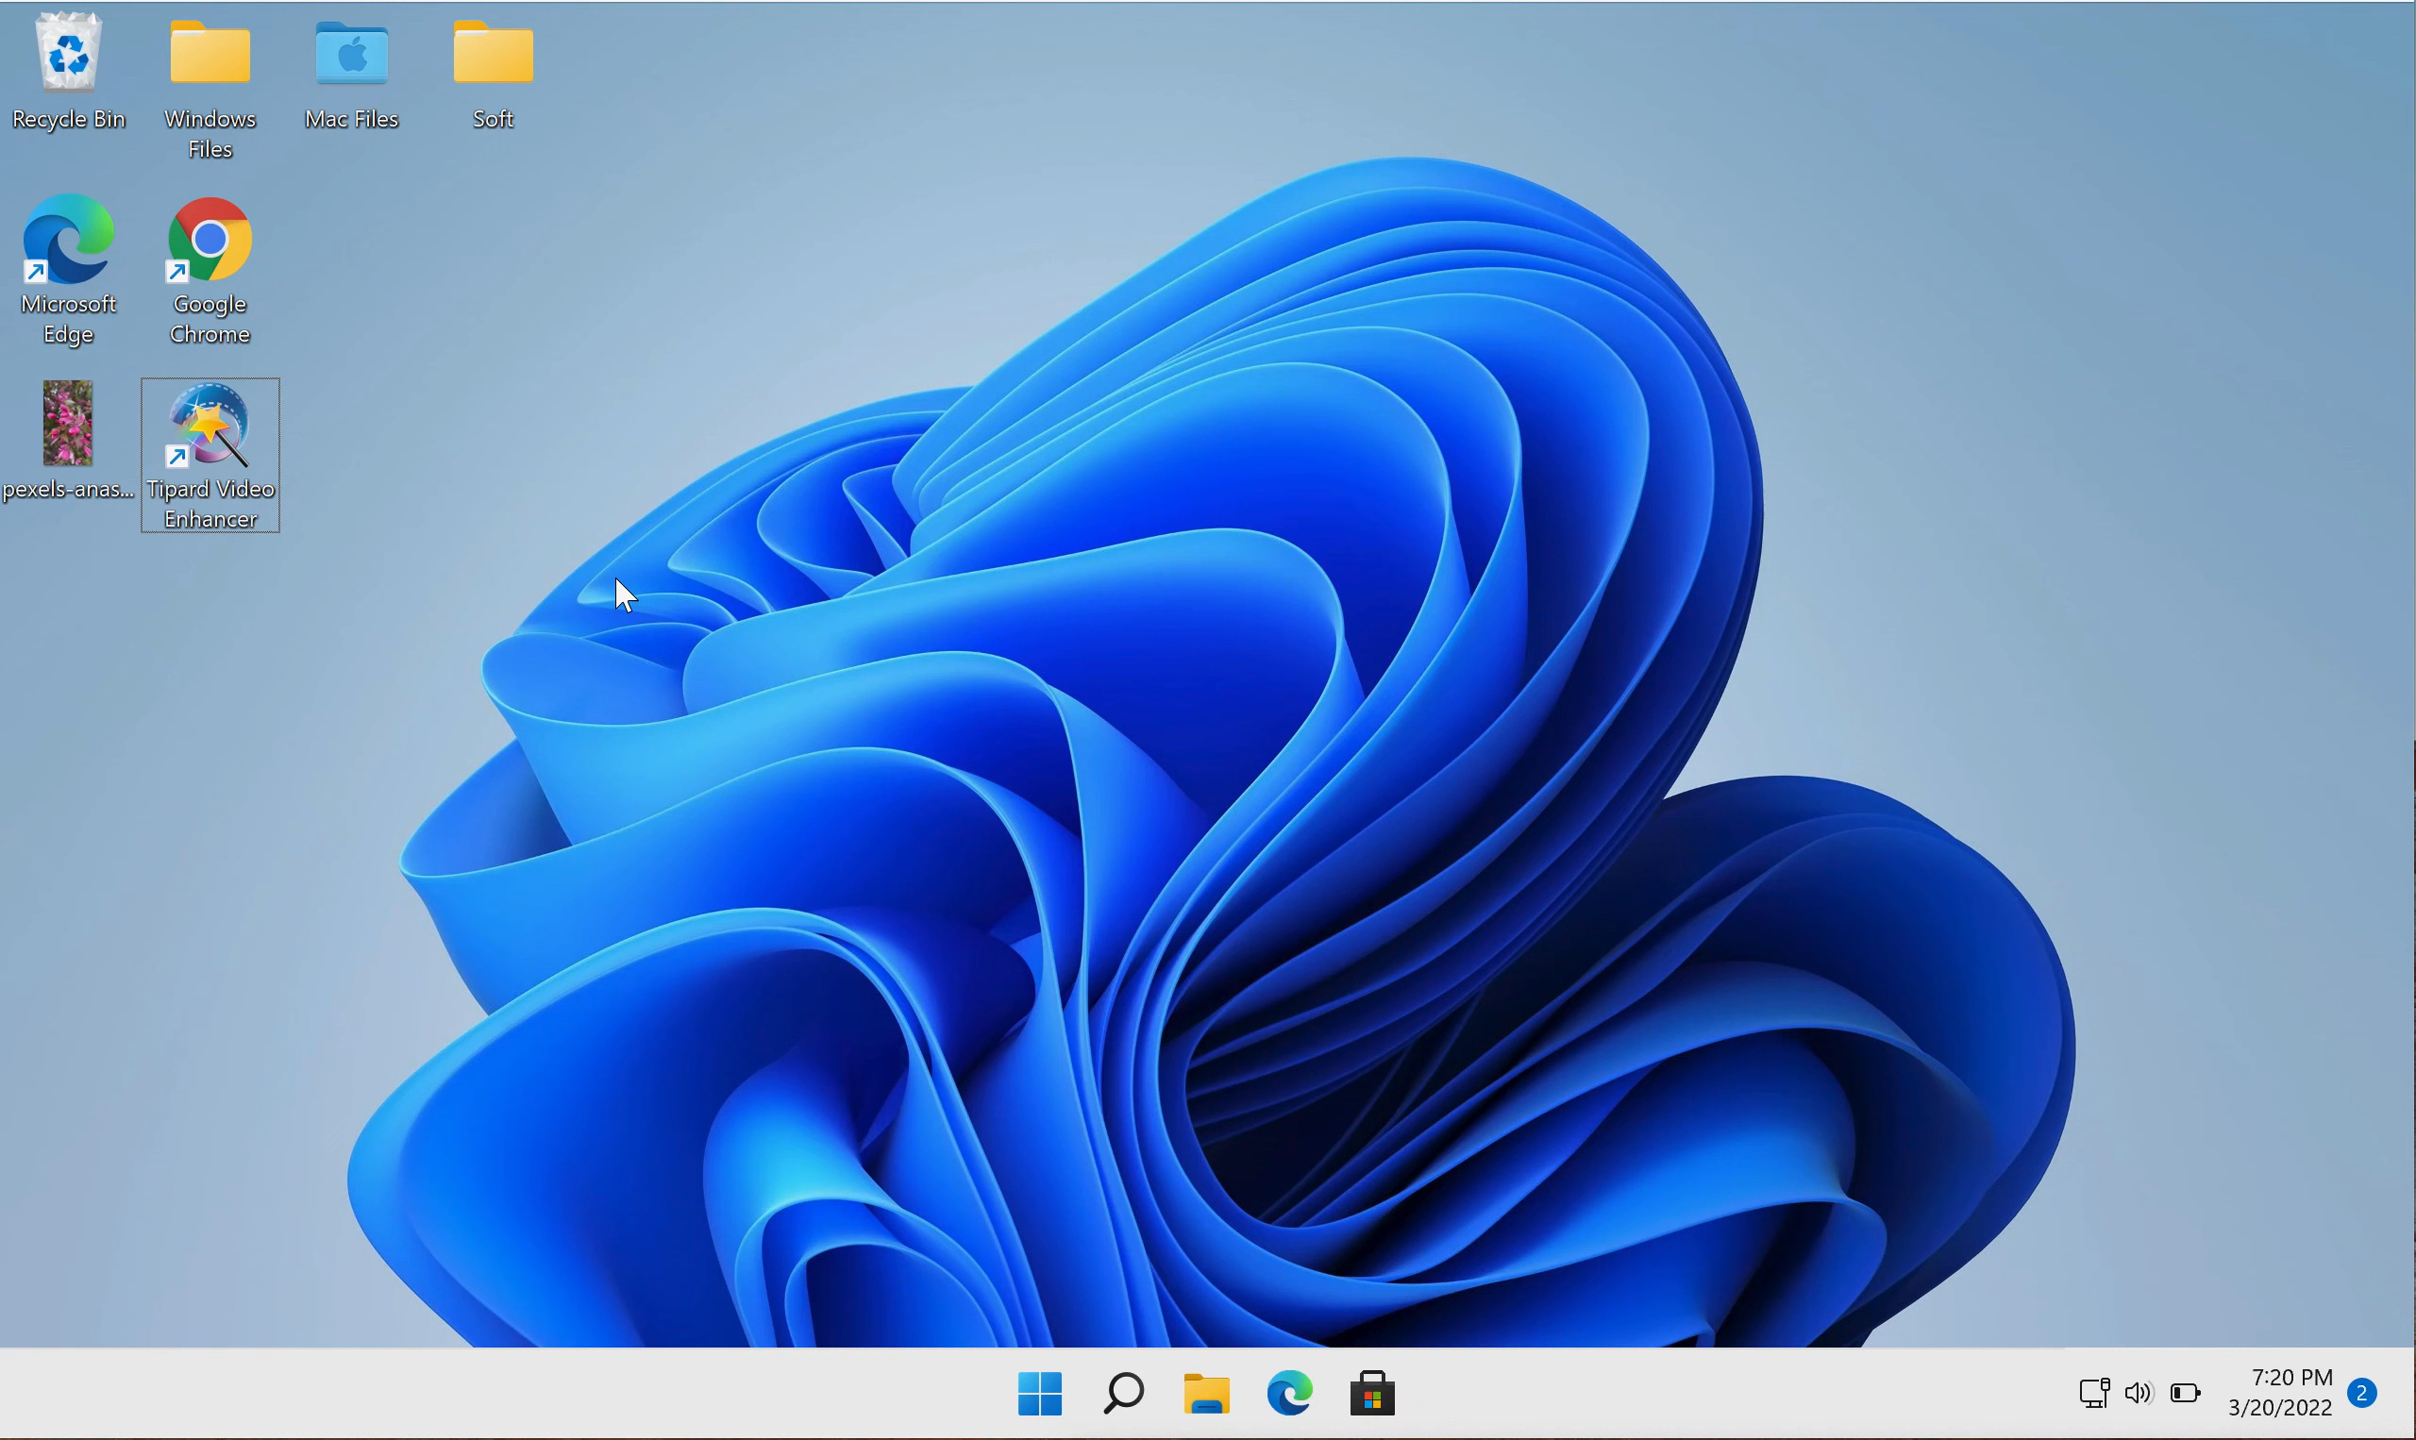 Recycle Bin
Windows
Files
Mac Files
Soft
Microsoft
Edge
Google
Chrome
pexels-anas...
Tipard Video
Enhancer
7:20 PM
3/20/2022
2